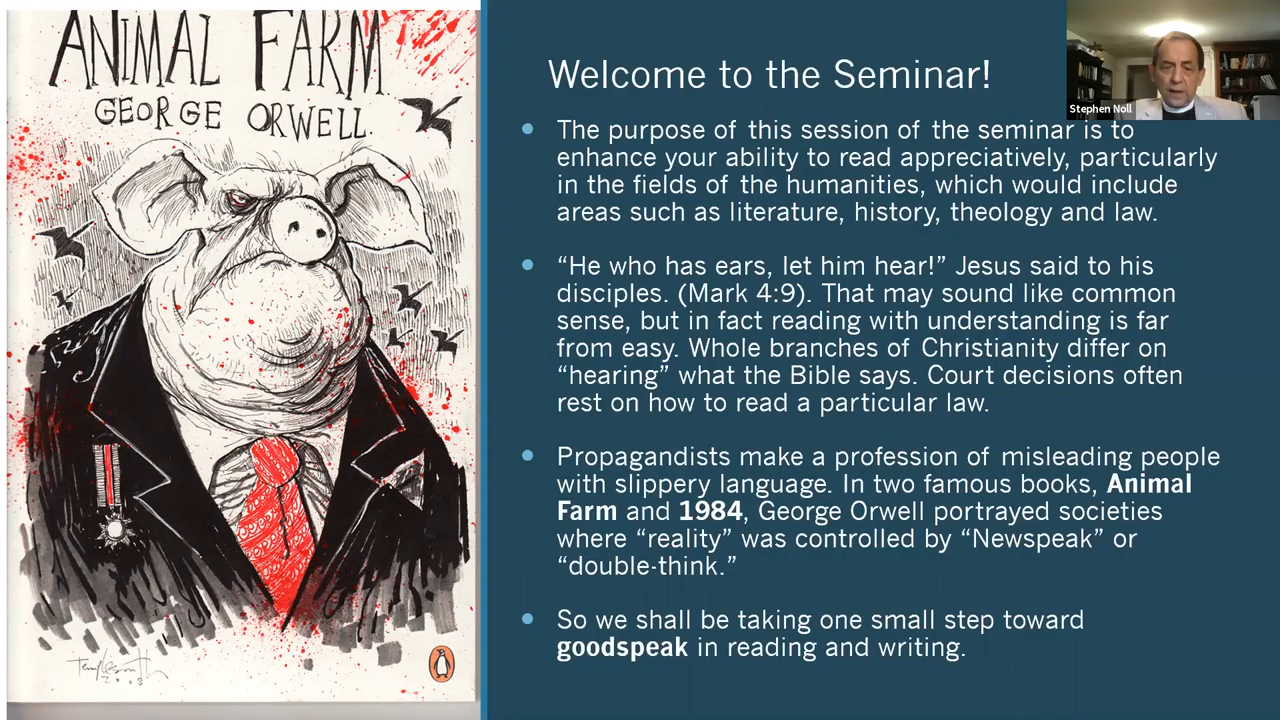 ANIMAL FARM
GEORGE ORWELL
Welcome to the Seminar!
Stephen Noll
• The purpose of this session of the seminar is to
enhance your ability to read appreciatively, particularly
in the fields of the humanities, which would include
areas such as literature, history, theology and law.
• “He who has ears, let him hear!” Jesus said to his
disciples. (Mark 4:9). That may sound like common
sense, but in fact reading with understanding is far
from easy. Whole branches of Christianity differ on
“hearing” what the Bible says. Court decisions often
rest on how to read a particular law.
• Propagandists make a profession of misleading people
with slippery language. In two famous books, Animal
Farm and 1984, George Orwell portrayed societies
where “reality” was controlled by “Newspeak” or
“double-think.”
• So we shall be taking one small step toward
goodspeak in reading and writing.